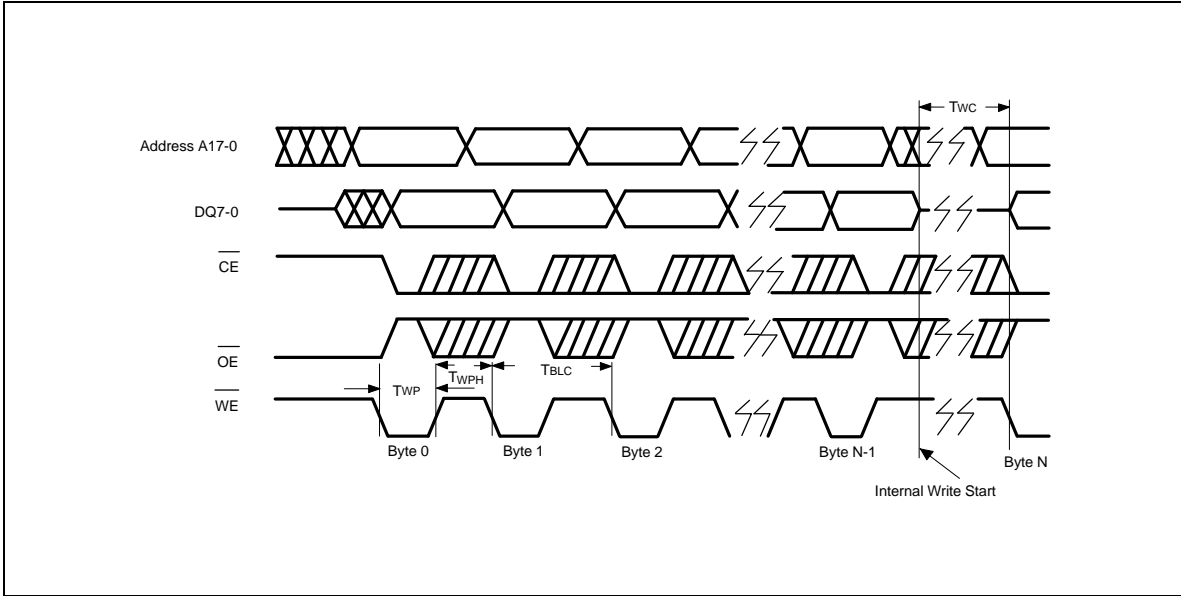 TWC
Address A17-0
DQ7-0
CE
OE
TWP
TWPH
TBLC
WE
Byte 0
Byte 1
Byte 2
Byte N-1
Byte N
Internal Write Start